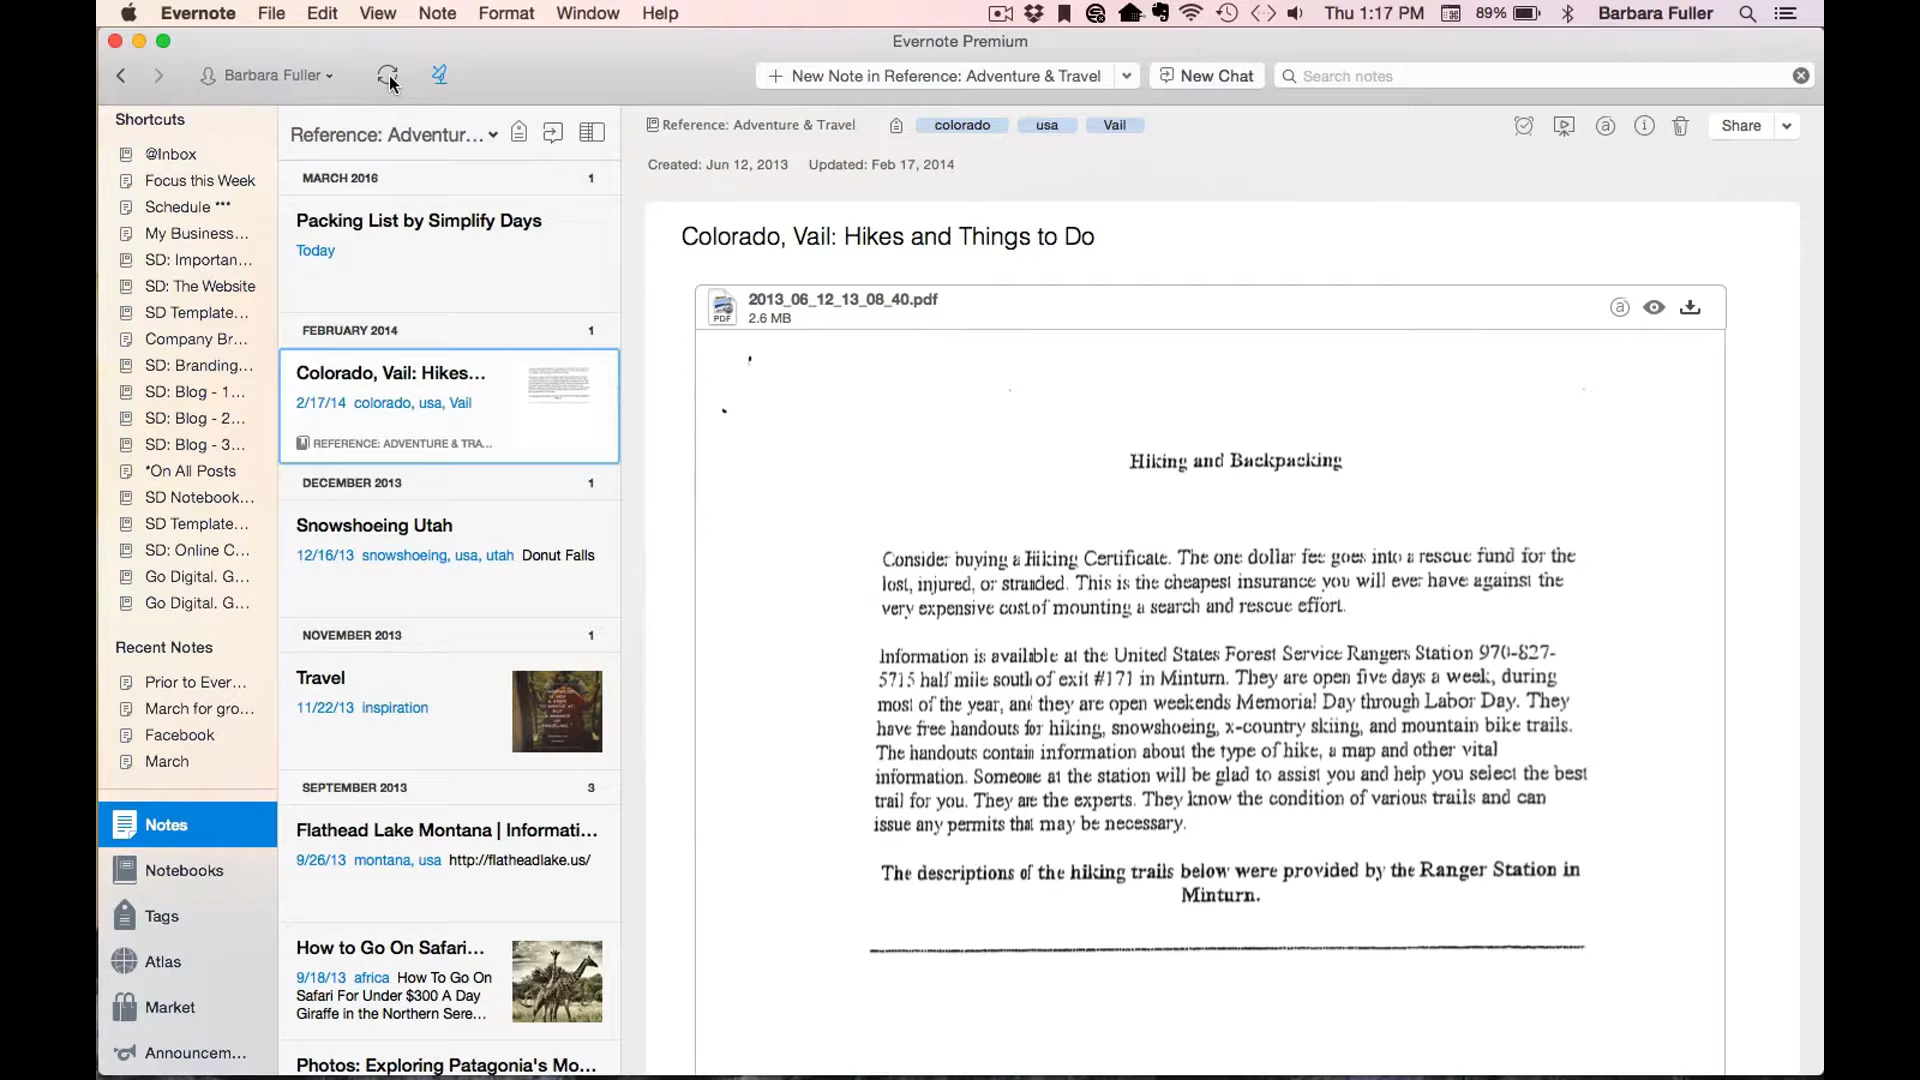 Evernote File Edit View Note Format Window Help
Thu 1:17 PM 89% Barbara Fuller
Evernote Premium
Barbara Fuller
New Note in Reference: Adventure & Travel
New Chat
Search notes
Shortcuts
@Inbox
Focus this Week
Schedule ***
My Business...
SD: Importan...
SD: The Website
SD Template...
Company Br...
SD: Branding...
SD: Blog - 1...
SD: Blog - 2...
SD: Blog - 3...
*On All Posts
SD Notebook...
SD Template...
SD: Online C...
Go Digital. G...
Go Digital. G...
Recent Notes
Prior to Ever...
March for gro...
Facebook
March
Notes
Notebooks
Tags
Atlas
Market
Announcem...
Reference: Adventur...
MARCH 2016 1
Packing List by Simplify Days
Today
FEBRUARY 2014 1
Colorado, Vail: Hikes...
2/17/14 colorado, usa, Vail
REFERENCE: ADVENTURE & TRA...
DECEMBER 2013 1
Snowshoeing Utah
12/16/13 snowshoeing, usa, utah Donut Falls
NOVEMBER 2013 1
Travel
11/22/13 inspiration
SEPTEMBER 2013 3
Flathead Lake Montana | Informati...
9/26/13 montana, usa http://flatheadlake.us/
How to Go On Safari...
9/18/13 africa How To Go On
Safari For Under $300 A Day
Giraffe in the Northern Sere...
Photos: Exploring Patagonia's Mo...
Reference: Adventure & Travel
colorado usa Vail
Share
Created: Jun 12, 2013 Updated: Feb 17, 2014
Colorado, Vail: Hikes and Things to Do
PDF
2013_06_12_13_08_40.pdf
2.6 MB
Hiking and Backpacking
Consider buying a Hiking Certificate. The one dollar fee goes into a rescue fund for the
lost, injured, or stranded. This is the cheapest insurance you will ever have against the
very expensive cost of mounting a search and rescue effort.
Information is available at the United States Forest Service Rangers Station 970-827-
5715 half mile south of exit #171 in Minturn. They are open five days a week, during
most of the year, and they are open weekends Memorial Day through Labor Day. They
have free handouts for hiking, snowshoeing, x-country skiing, and mountain bike trails.
The handouts contain information about the type of hike, a map and other vital
information. Someone at the station will be glad to assist you and help you select the best
trail for you. They are the experts. They know the condition of various trails and can
issue any permits that may be necessary.
The descriptions of the hiking trails below were provided by the Ranger Station in
Minturn.